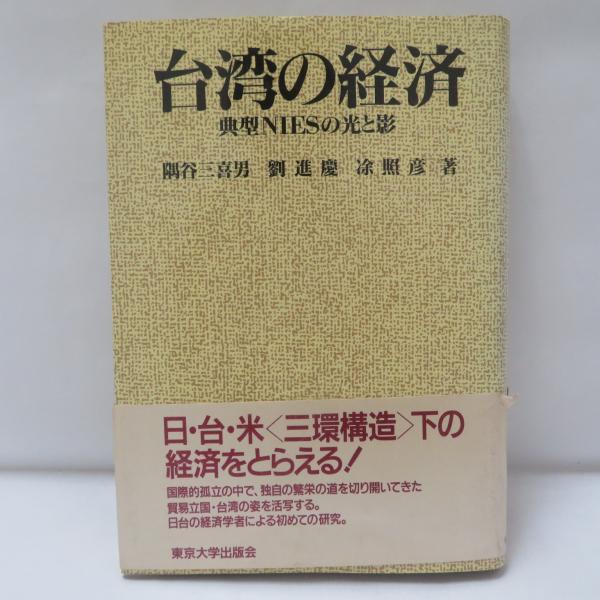 台湾の経済
典型NIESの光と影
隅谷三喜男 劉進慶 凃照彦 著
日・台・米〈三環構造〉下の
経済をとらえる!
国際的孤立の中で、独自の繁栄の道を切り開いてきた
貿易立国・台湾の姿を活写する。
日台の経済学者による初めての研究。
東京大学出版会